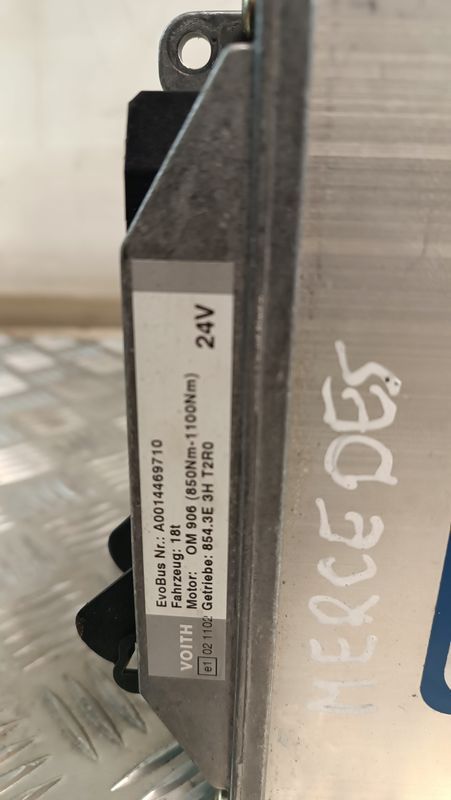 EvoBus Nr.: A0014469710
Fahrzeug: 18t
Motor: OM 906 (850Nm-1100Nm)
Getriebe: 854.3E 3H T2R0
24V
VOITH
e1 02 1102
MERCEDES